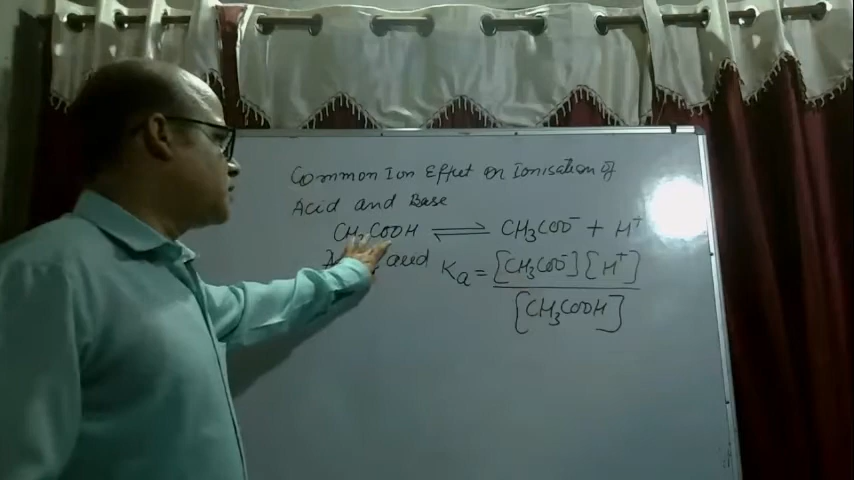 Common Ion Effect on Ionisation of
Acid and Base
CH₃COOH ⇌ CH₃COO⁻ + H⁺
acid
Ka = [CH₃COO⁻][H⁺]
[CH₃COOH]